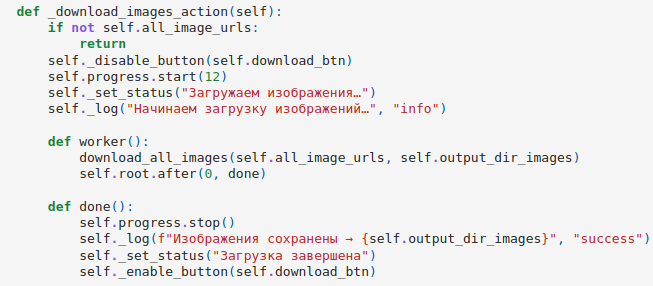 def _download_images_action(self):
    if not self.all_image_urls:
        return
    self._disable_button(self.download_btn)
    self.progress.start(12)
    self._set_status("Загружаем изображения…")
    self._log("Начинаем загрузку изображений…", "info")

    def worker():
        download_all_images(self.all_image_urls, self.output_dir_images)
        self.root.after(0, done)

    def done():
        self.progress.stop()
        self._log(f"Изображения сохранены → {self.output_dir_images}", "success")
        self._set_status("Загрузка завершена")
        self._enable_button(self.download_btn)